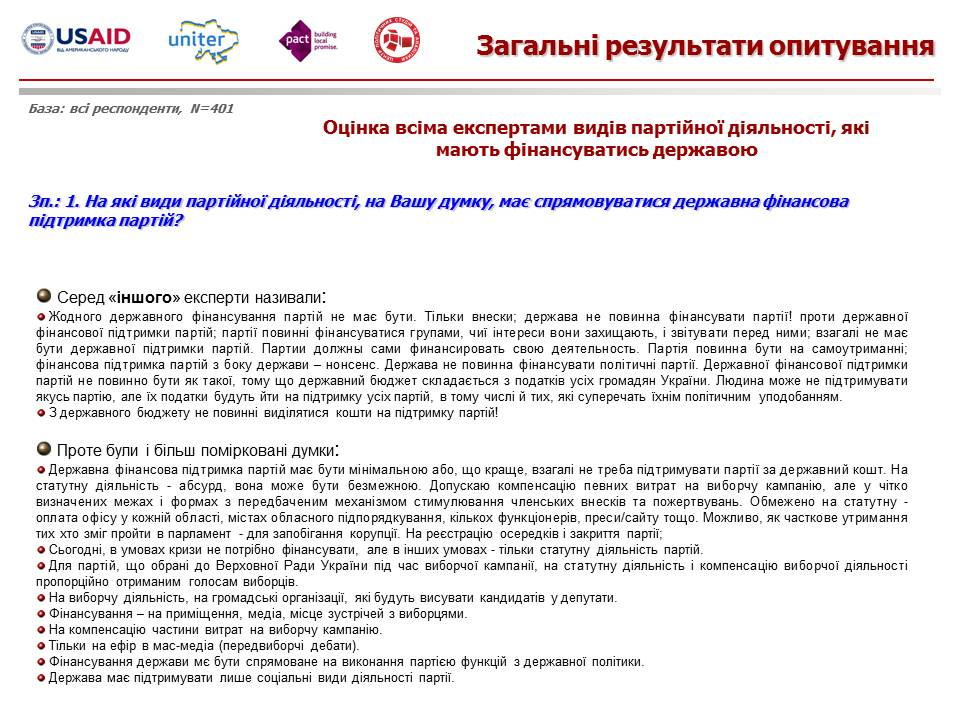 USAID
ВІД АМЕРИКАНСЬКОГО НАРОДУ
uniter
pact
building
local
promise.
Загальні результати опитування
База: всі респонденти, N=401
Оцінка всіма експертами видів партійної діяльності, які
мають фінансуватись державою
Зп.: 1. На які види партійної діяльності, на Вашу думку, має спрямовуватися державна фінансова
підтримка партій?
Серед «іншого» експерти називали:
Жодного державного фінансування партій не має бути. Тільки внески; держава не повинна фінансувати партії! проти державної
фінансової підтримки партій; партії повинні фінансуватися групами, чиї інтереси вони захищають, і звітувати перед ними; взагалі не має
бути державної підтримки партій. Партии должны сами финансировать свою деятельность. Партія повинна бути на самоутриманні;
фінансова підтримка партій з боку держави – нонсенс. Держава не повинна фінансувати політичні партії. Державної фінансової підтримки
партій не повинно бути як такої, тому що державний бюджет складається з податків усіх громадян України. Людина може не підтримувати
якусь партію, але їх податки будуть йти на підтримку усіх партій, в тому числі й тих, які суперечать їхнім політичним уподобанням.
З державного бюджету не повинні виділятися кошти на підтримку партій!
Проте були і більш помірковані думки:
Державна фінансова підтримка партій має бути мінімальною або, що краще, взагалі не треба підтримувати партії за державний кошт. На
статутну діяльність - абсурд, вона може бути безмежною. Допускаю компенсацію певних витрат на виборчу кампанію, але у чітко
визначених межах і формах з передбаченим механізмом стимулювання членських внесків та пожертвувань. Обмежено на статутну -
оплата офісу у кожній області, містах обласного підпорядкування, кількох функціонерів, преси/сайту тощо. Можливо, як часткове утримання
тих хто зміг пройти в парламент - для запобігання корупції. На реєстрацію осередків і закриття партії;
Сьогодні, в умовах кризи не потрібно фінансувати, але в інших умовах - тільки статутну діяльність партій.
Для партій, що обрані до Верховної Ради України під час виборчої кампанії, на статутну діяльність і компенсацію виборчої діяльності
пропорційно отриманим голосам виборців.
На виборчу діяльність, на громадські організації, які будуть висувати кандидатів у депутати.
Фінансування – на приміщення, медіа, місце зустрічей з виборцями.
На компенсацію частини витрат на виборчу кампанію.
Тільки на ефір в мас-медіа (передвиборчі дебати).
Фінансування держави мє бути спрямоване на виконання партією функцій з державної політики.
Держава має підтримувати лише соціальні види діяльності партії.